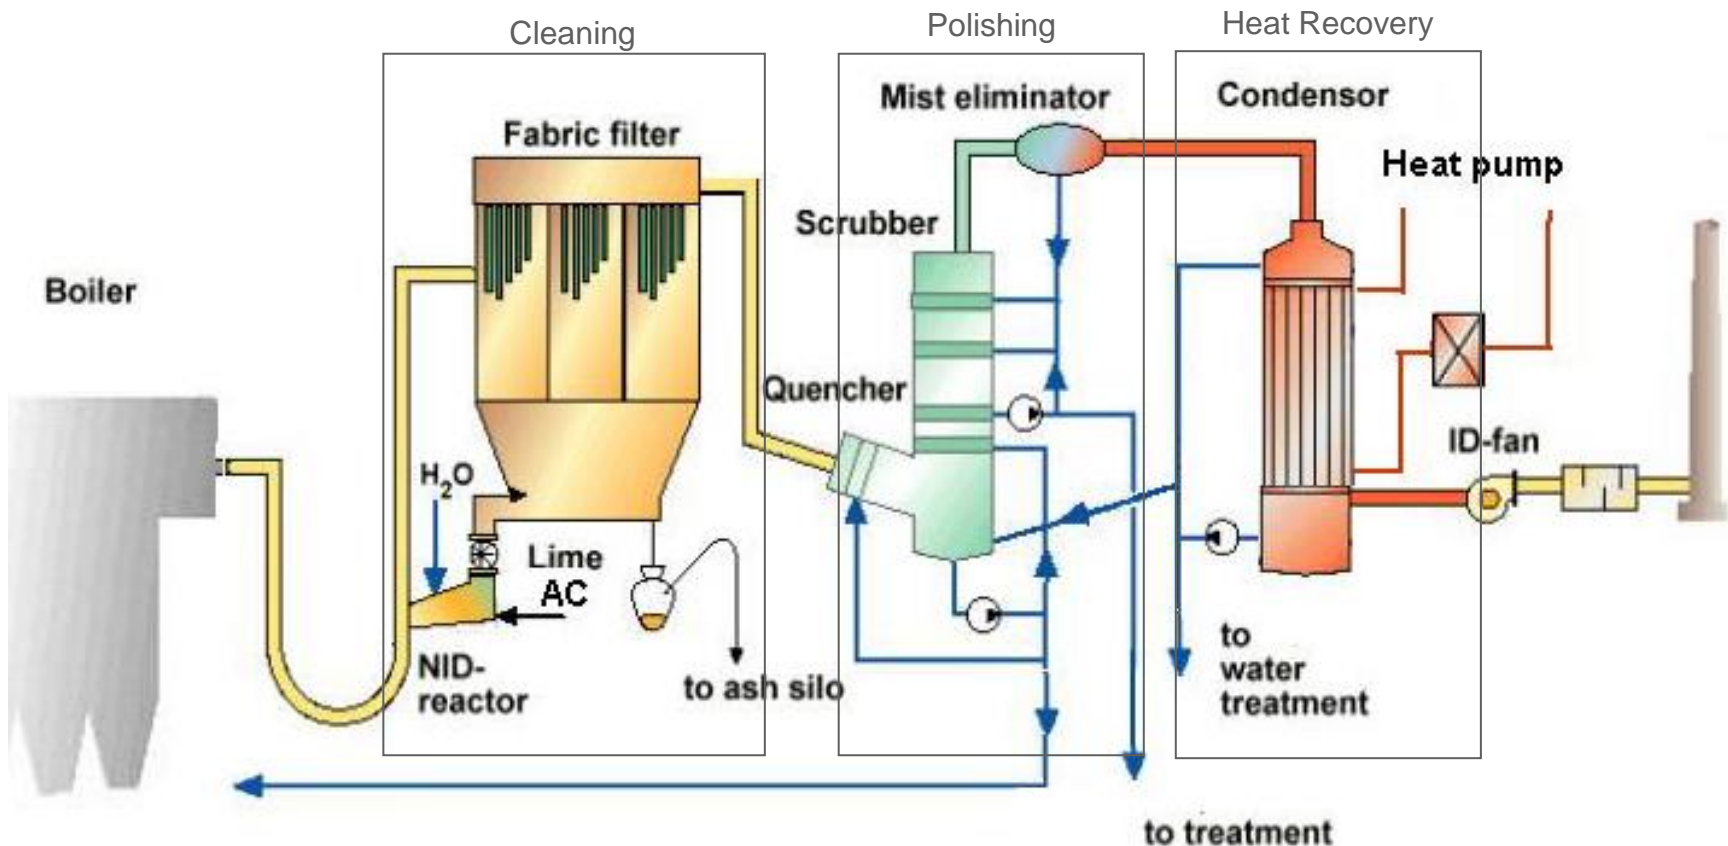 Cleaning
Polishing
Heat Recovery
Mist eliminator
Condensor
Fabric filter
Heat pump
Scrubber
Boiler
Quencher
ID-fan
H₂O
Lime
AC
NID-
reactor
to ash silo
to
water
treatment
to treatment